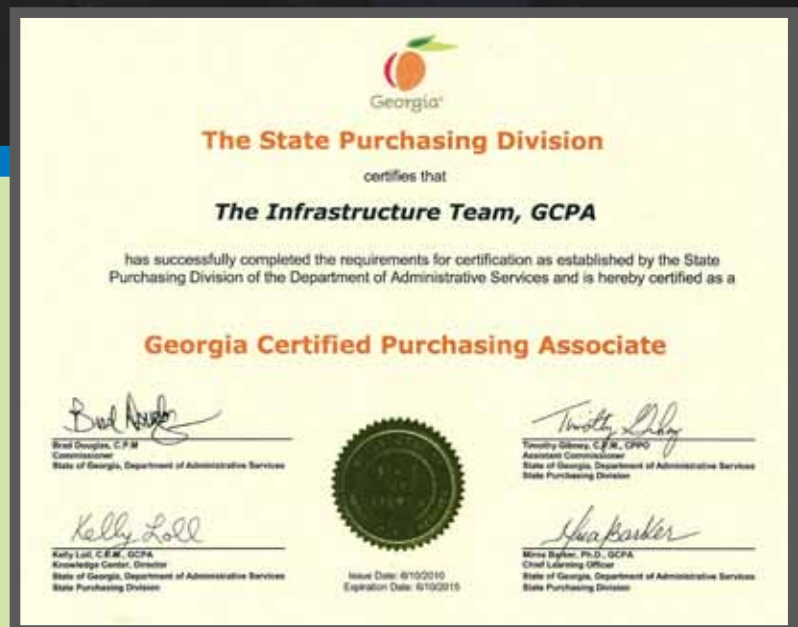 Georgia®
The State Purchasing Division
certifies that
The Infrastructure Team, GCPA
has successfully completed the requirements for certification as established by the State
Purchasing Division of the Department of Administrative Services and is hereby certified as a
Georgia Certified Purchasing Associate
Brad Douglas, C.P.M
Commissioner
State of Georgia, Department of Administrative Services
Timothy Gibney, C.P.M., CPPO
Assistant Commissioner
State of Georgia, Department of Administrative Services
State Purchasing Division
Kelly Loll, C.P.M., GCPA
Knowledge Center, Director
State of Georgia, Department of Administrative Services
State Purchasing Division
Issue Date: 6/10/2010
Expiration Date: 6/10/2015
Barker, Ph.D., GCPA
Chief Learning Officer
State of Georgia, Department of Administrative Services
State Purchasing Division